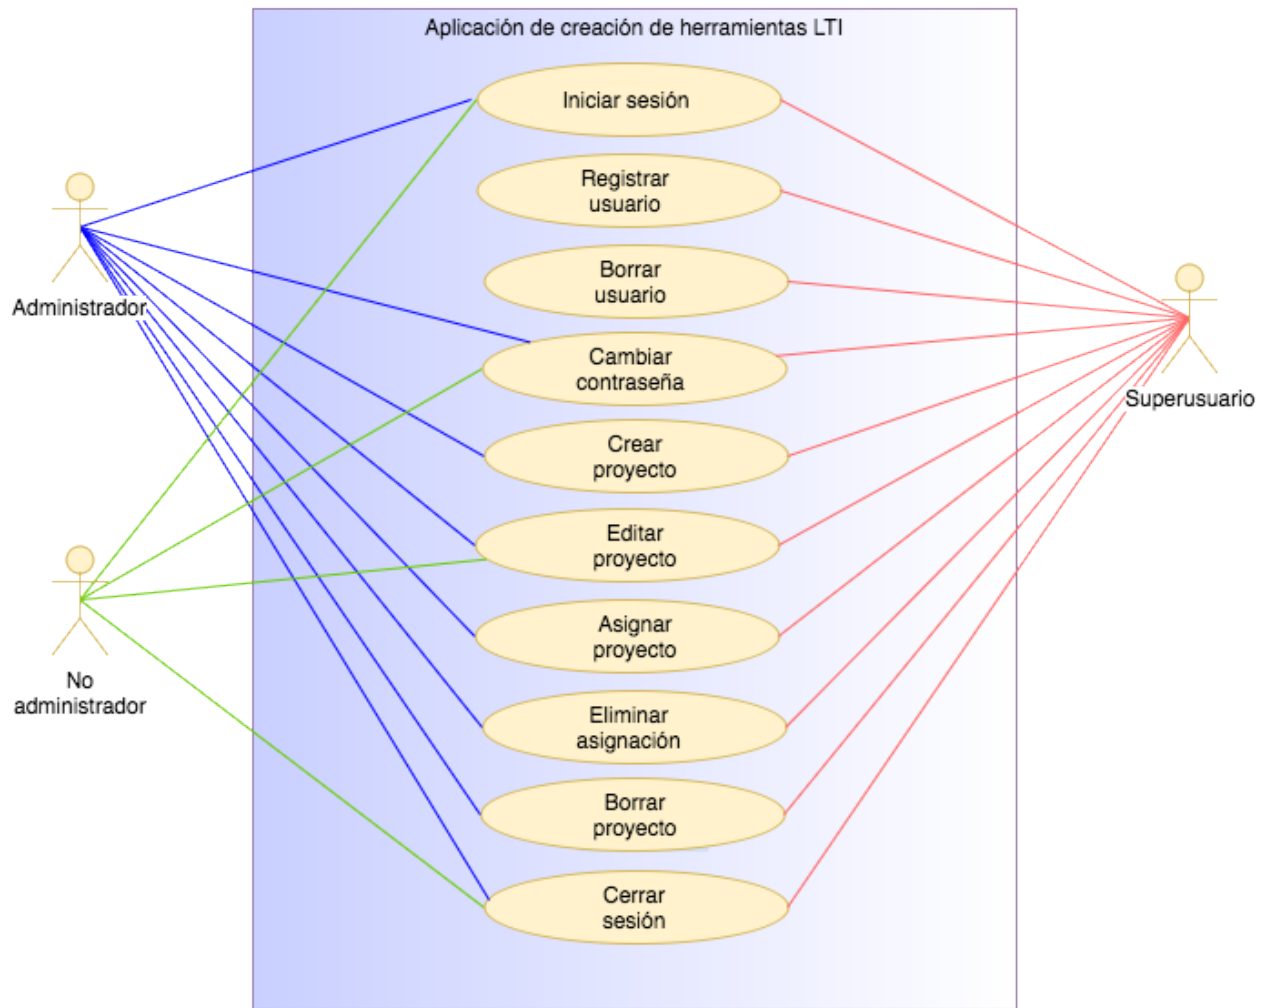 Aplicación de creación de herramientas LTI
Iniciar sesión
Registrar
usuario
Borrar
usuario
Administrador
Cambiar
contraseña
Superusuario
Crear
proyecto
Editar
proyecto
Asignar
proyecto
No
administrador
Eliminar
asignación
Borrar
proyecto
Cerrar
sesión